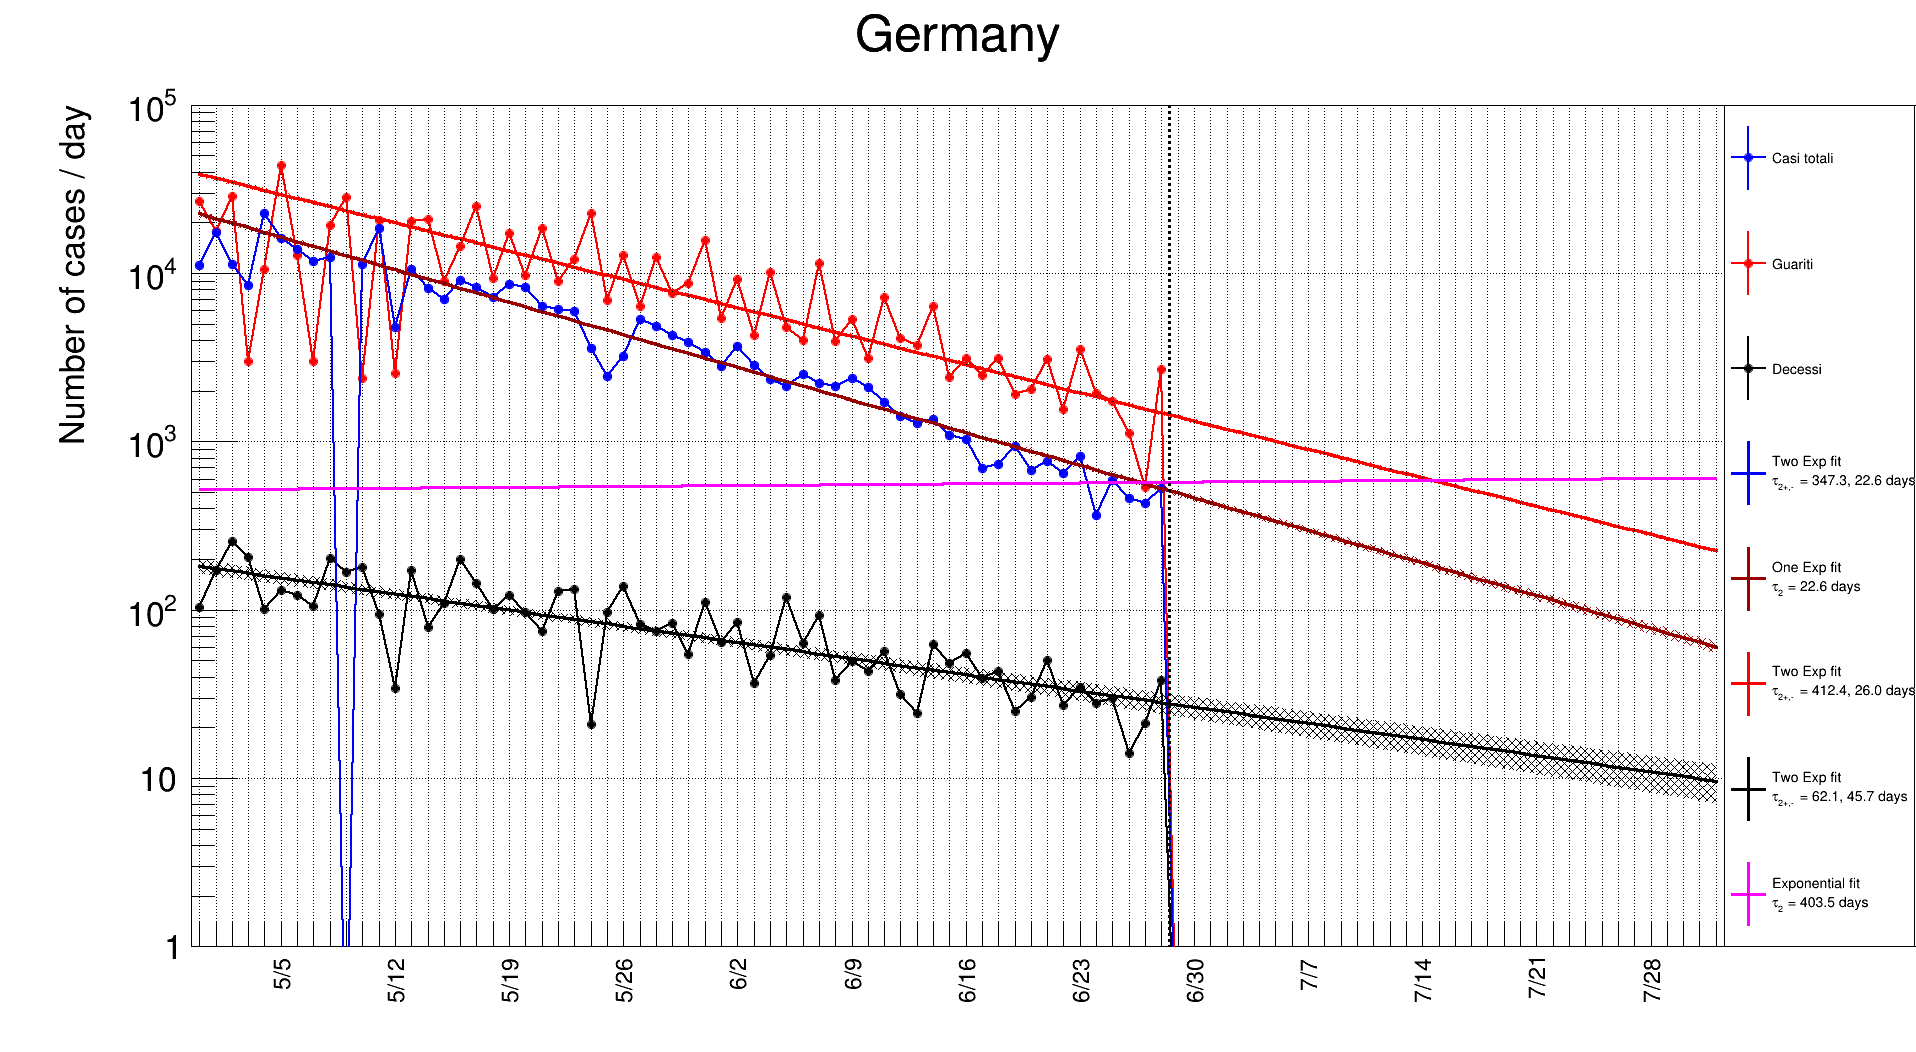 Germany
Number of cases / day
10^5
10^4
10^3
10^2
10
1
5/5
5/12
5/19
5/26
6/2
6/9
6/16
6/23
6/30
7/7
7/14
7/21
7/28
Casi totali
Guariti
Decessi
Two Exp fit
τ2+,- = 347.3, 22.6 days
One Exp fit
τ2 = 22.6 days
Two Exp fit
τ2+,- = 412.4, 26.0 days
Two Exp fit
τ2+,- = 62.1, 45.7 days
Exponential fit
τ2 = 403.5 days